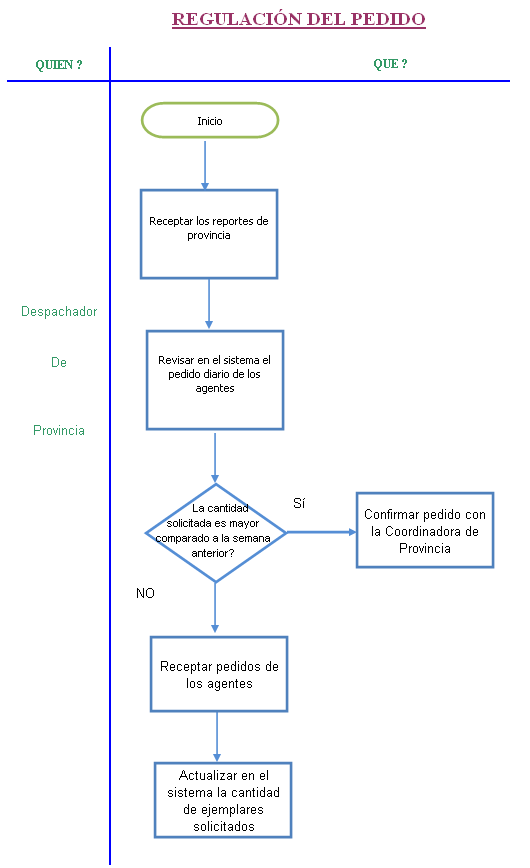 REGULACIÓN DEL PEDIDO
QUIEN ?
QUE ?
Inicio
Receptar los reportes de
provincia
Despachador
De
Provincia
Revisar en el sistema el
pedido diario de los
agentes
La cantidad
solicitada es mayor
comparado a la semana
anterior?
Sí
Confirmar pedido con
la Coordinadora de
Provincia
NO
Receptar pedidos de
los agentes
Actualizar en el
sistema la cantidad
de ejemplares
solicitados